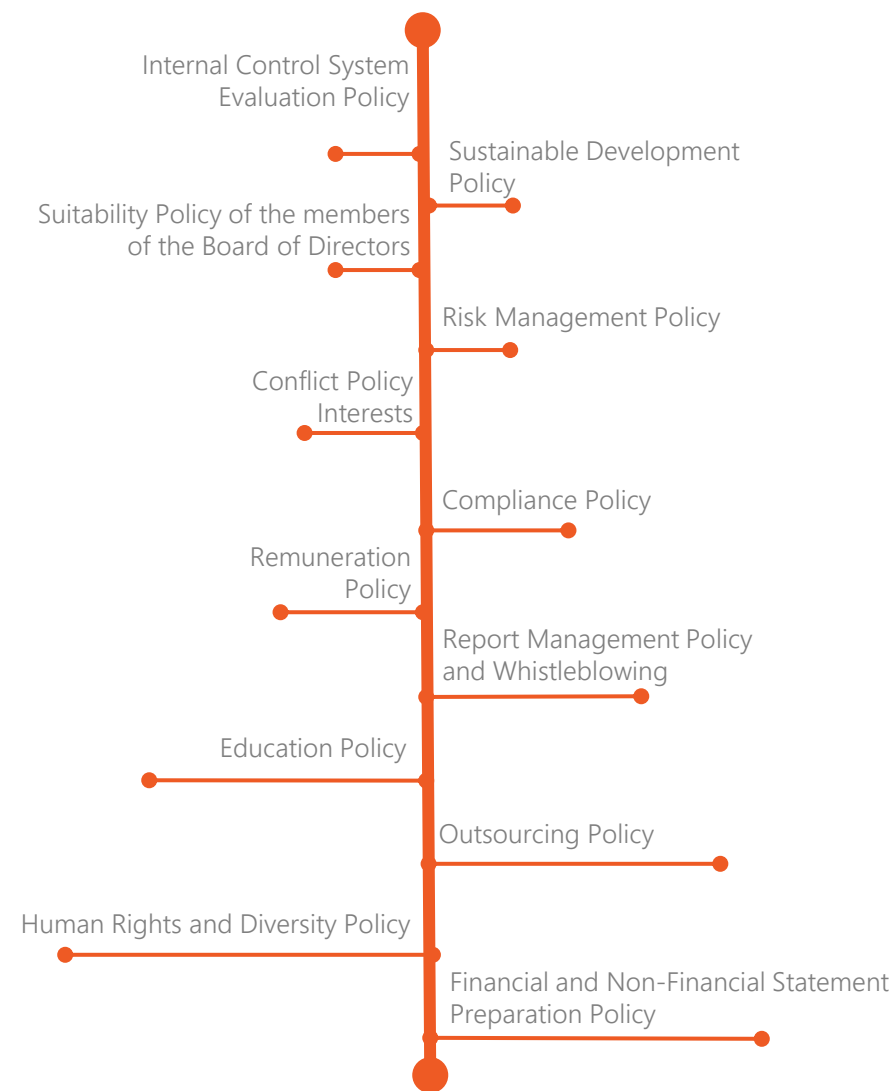 Internal Control System
Evaluation Policy
Sustainable Development
Policy
Suitability Policy of the members
of the Board of Directors
Risk Management Policy
Conflict Policy
Interests
Compliance Policy
Remuneration
Policy
Report Management Policy
and Whistleblowing
Education Policy
Outsourcing Policy
Human Rights and Diversity Policy
Financial and Non-Financial Statement
Preparation Policy